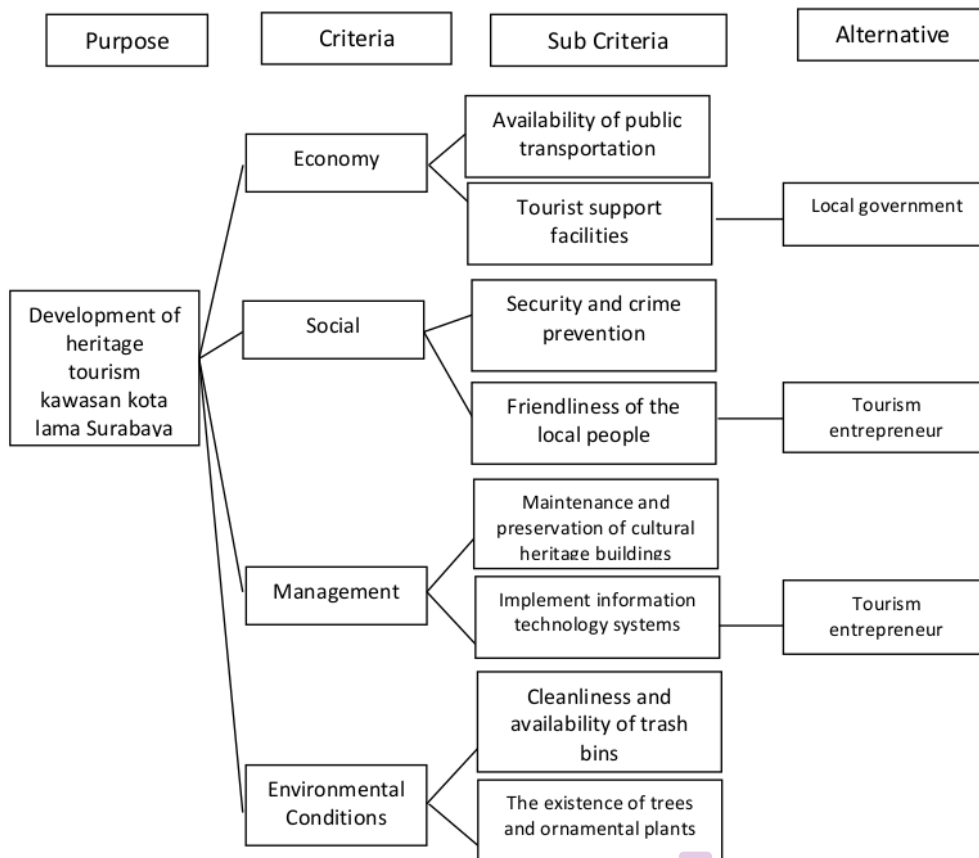 Purpose
Criteria
Sub Criteria
Alternative
Development of
heritage
tourism
kawasan kota
lama Surabaya
Economy
Availability of public
transportation
Tourist support
facilities
Local government
Social
Security and crime
prevention
Friendliness of the
local people
Tourism
entrepreneur
Management
Maintenance and
preservation of cultural
heritage buildings
Implement information
technology systems
Tourism
entrepreneur
Environmental
Conditions
Cleanliness and
availability of trash
bins
The existence of trees
and ornamental plants